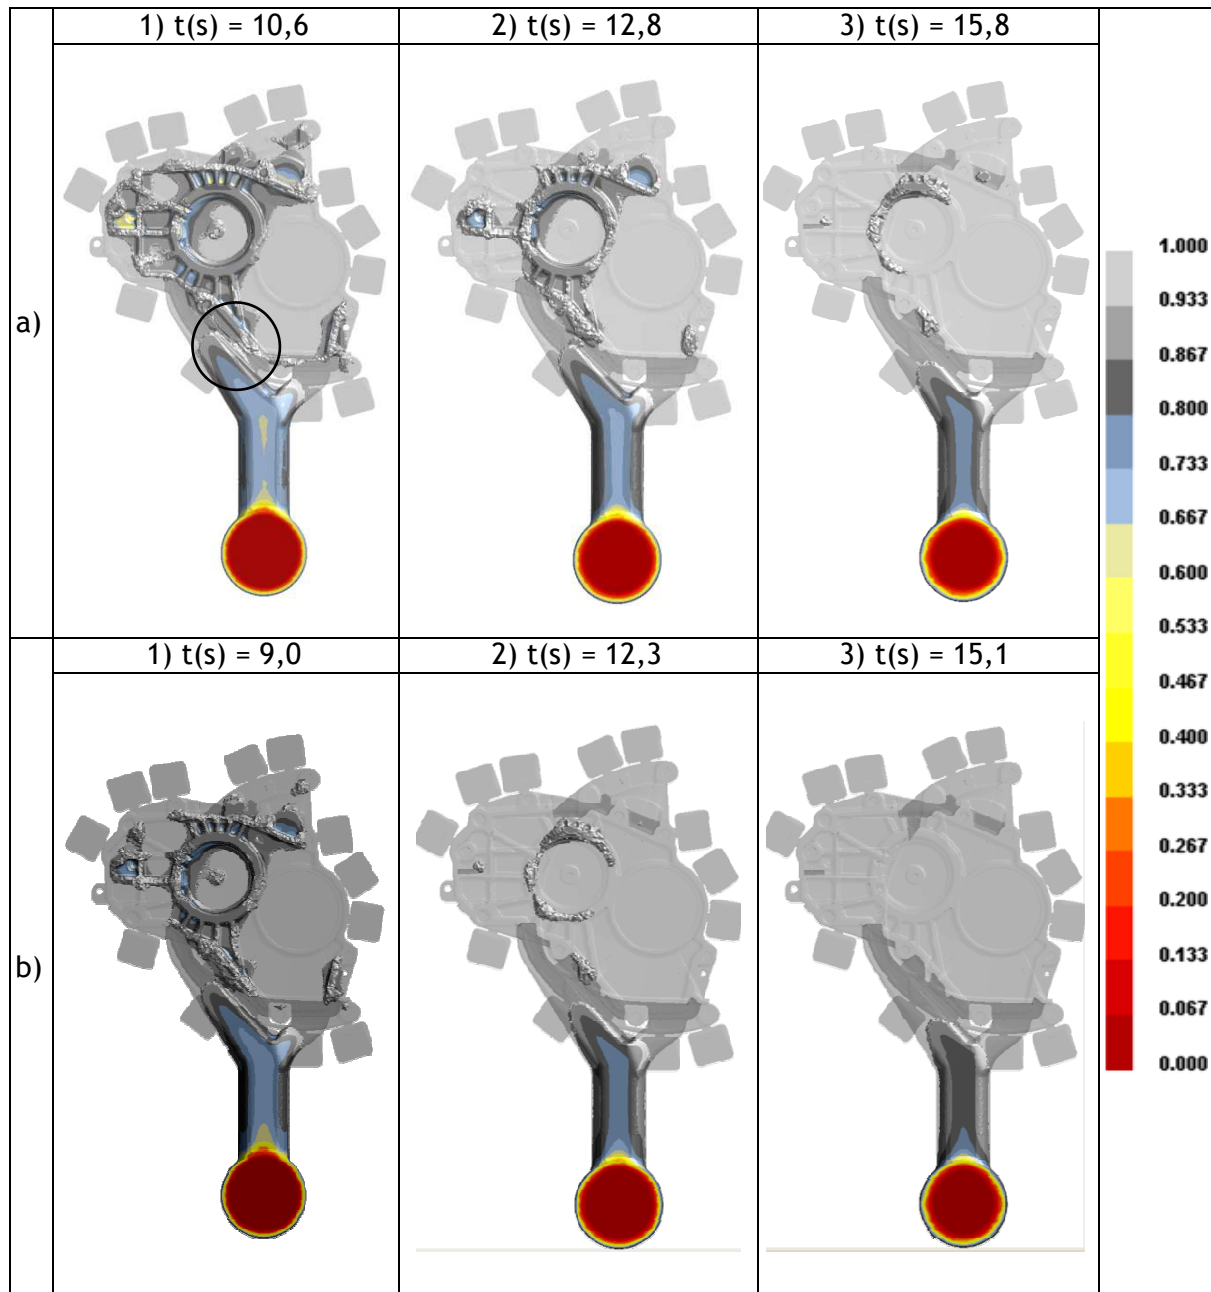 1) t(s) = 10,6
2) t(s) = 12,8
3) t(s) = 15,8
a)
1) t(s) = 9,0
2) t(s) = 12,3
3) t(s) = 15,1
b)
1.000
0.933
0.867
0.800
0.733
0.667
0.600
0.533
0.467
0.400
0.333
0.267
0.200
0.133
0.067
0.000